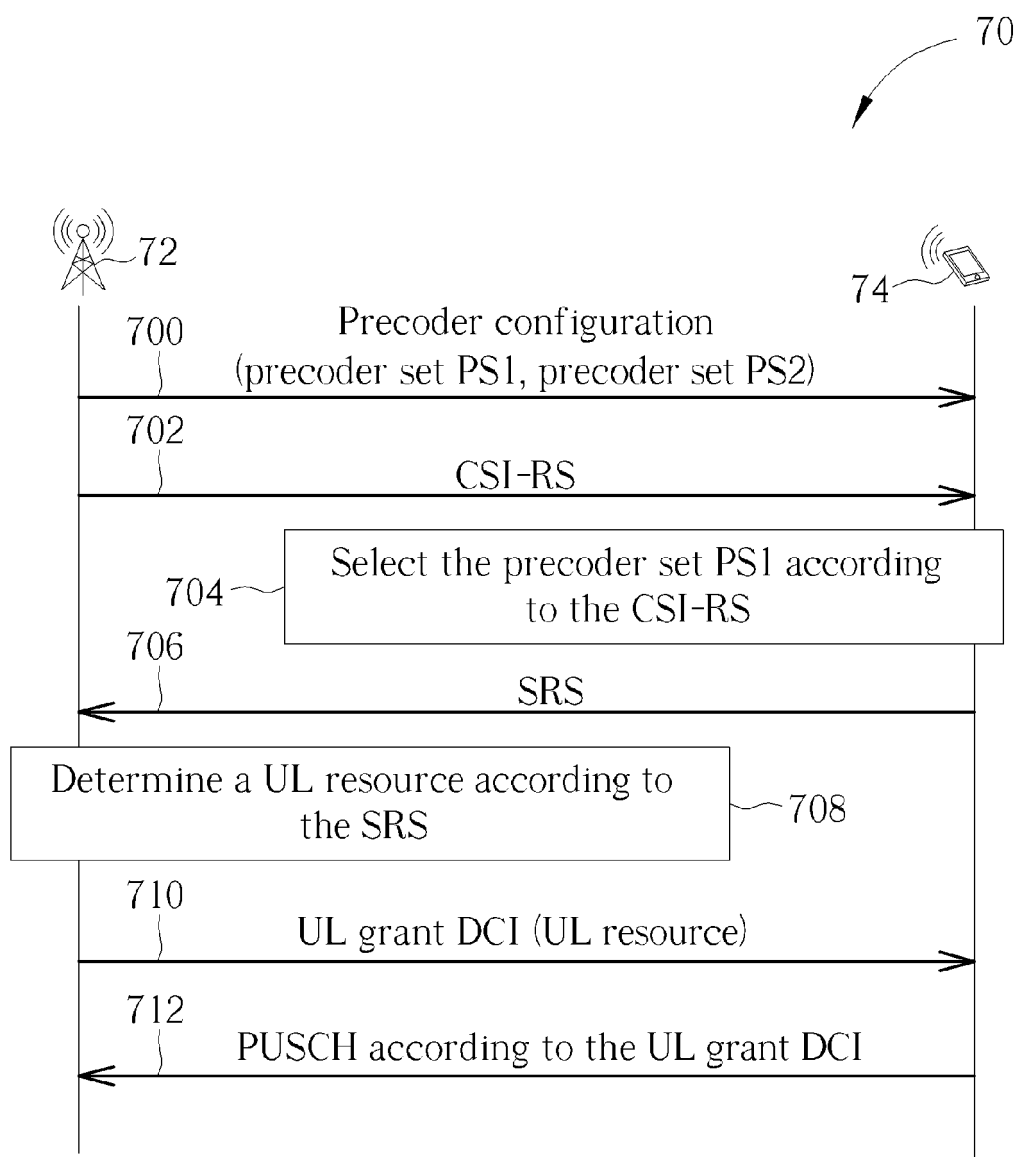 70
72
74
700
Precoder configuration
(precoder set PS1, precoder set PS2)
702
CSI-RS
704
Select the precoder set PS1 according
to the CSI-RS
706
SRS
Determine a UL resource according to
the SRS
708
710
UL grant DCI (UL resource)
712
PUSCH according to the UL grant DCI